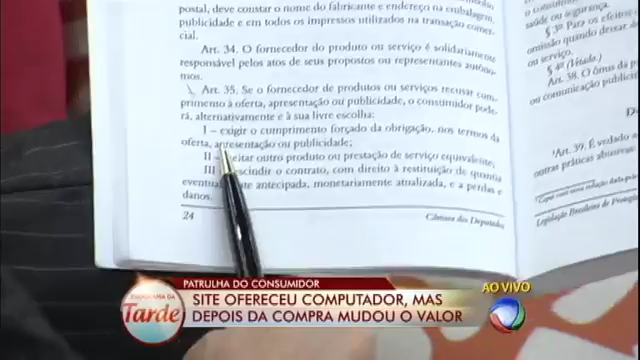 postal, deve constar o nome do fabricante e endereço na embalagem,
publicidade e em todos os impressos utilizados na transação comer-
cial.
Art. 34. O fornecedor do produto ou serviço é solidariamente
responsável pelos atos de seus prepostos ou representantes autôno-
mos.
Art. 35. Se o fornecedor de produtos ou serviços recusar cum-
primento à oferta, apresentação ou publicidade, o consumidor pode-
rá, alternativamente e à sua livre escolha:
I – exigir o cumprimento forçado da obrigação, nos termos da
oferta, apresentação ou publicidade;
II – aceitar outro produto ou prestação de serviço equivalente;
III – rescindir o contrato, com direito à restituição de quantia
eventualmente antecipada, monetariamente atualizada, e a perdas e
danos.
24 Câmara dos Deputados
saúde ou segurança.
§ 3º Para os efeitos
omissão quando deixar de
ou serviço.
§ 4º (Vetado.)
Art. 38. O ônus da
ou comunicação publicitária
Art. 39. É vedado a
outras práticas abusivas:
Legislação Brasileira de
PATRULHA DO CONSUMIDOR
AO VIVO
PROGRAMA DA
Tarde
SITE OFERECEU COMPUTADOR, MAS
DEPOIS DA COMPRA MUDOU O VALOR